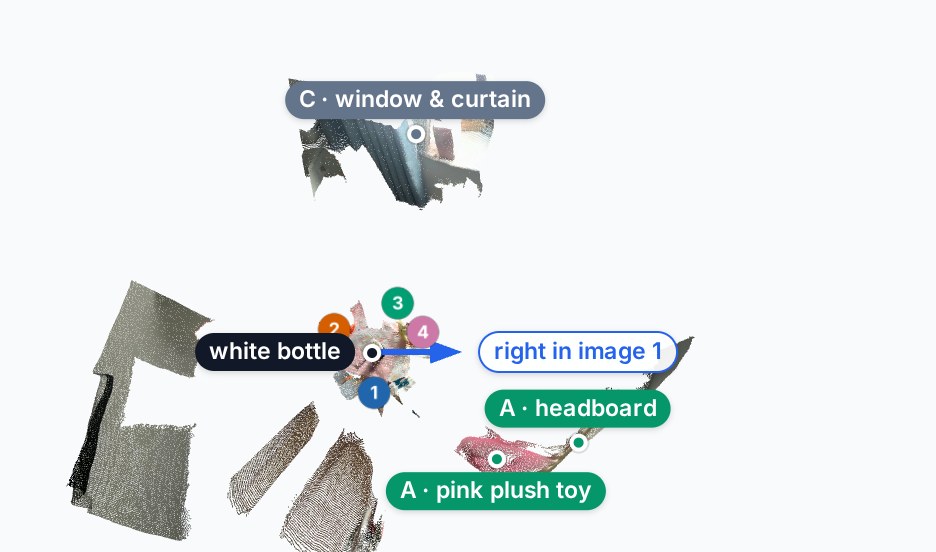 C · window & curtain
3
2
4
white bottle
right in image 1
1
A · headboard
A · pink plush toy